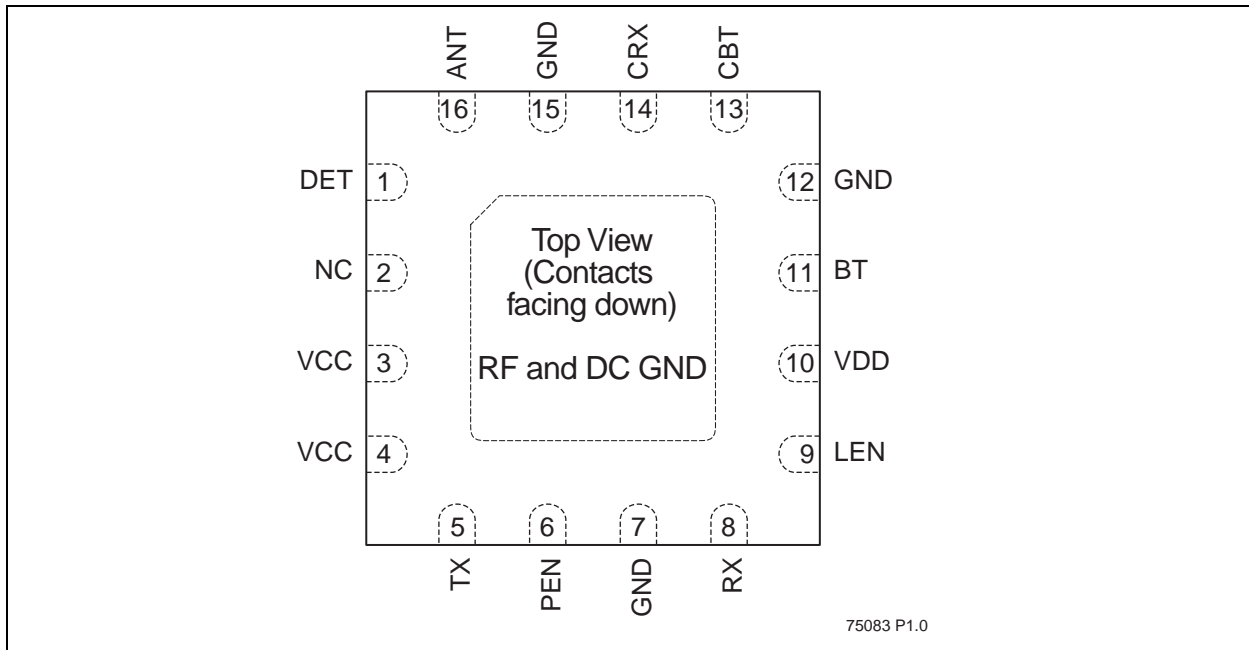 ANT
GND
CRX
CBT
16
15
14
13
DET
1
12
GND
NC
2
11
BT
VCC
3
10
VDD
VCC
4
9
LEN
Top View
(Contacts
facing down)
RF and DC GND
5
6
7
8
TX
PEN
GND
RX
75083 P1.0